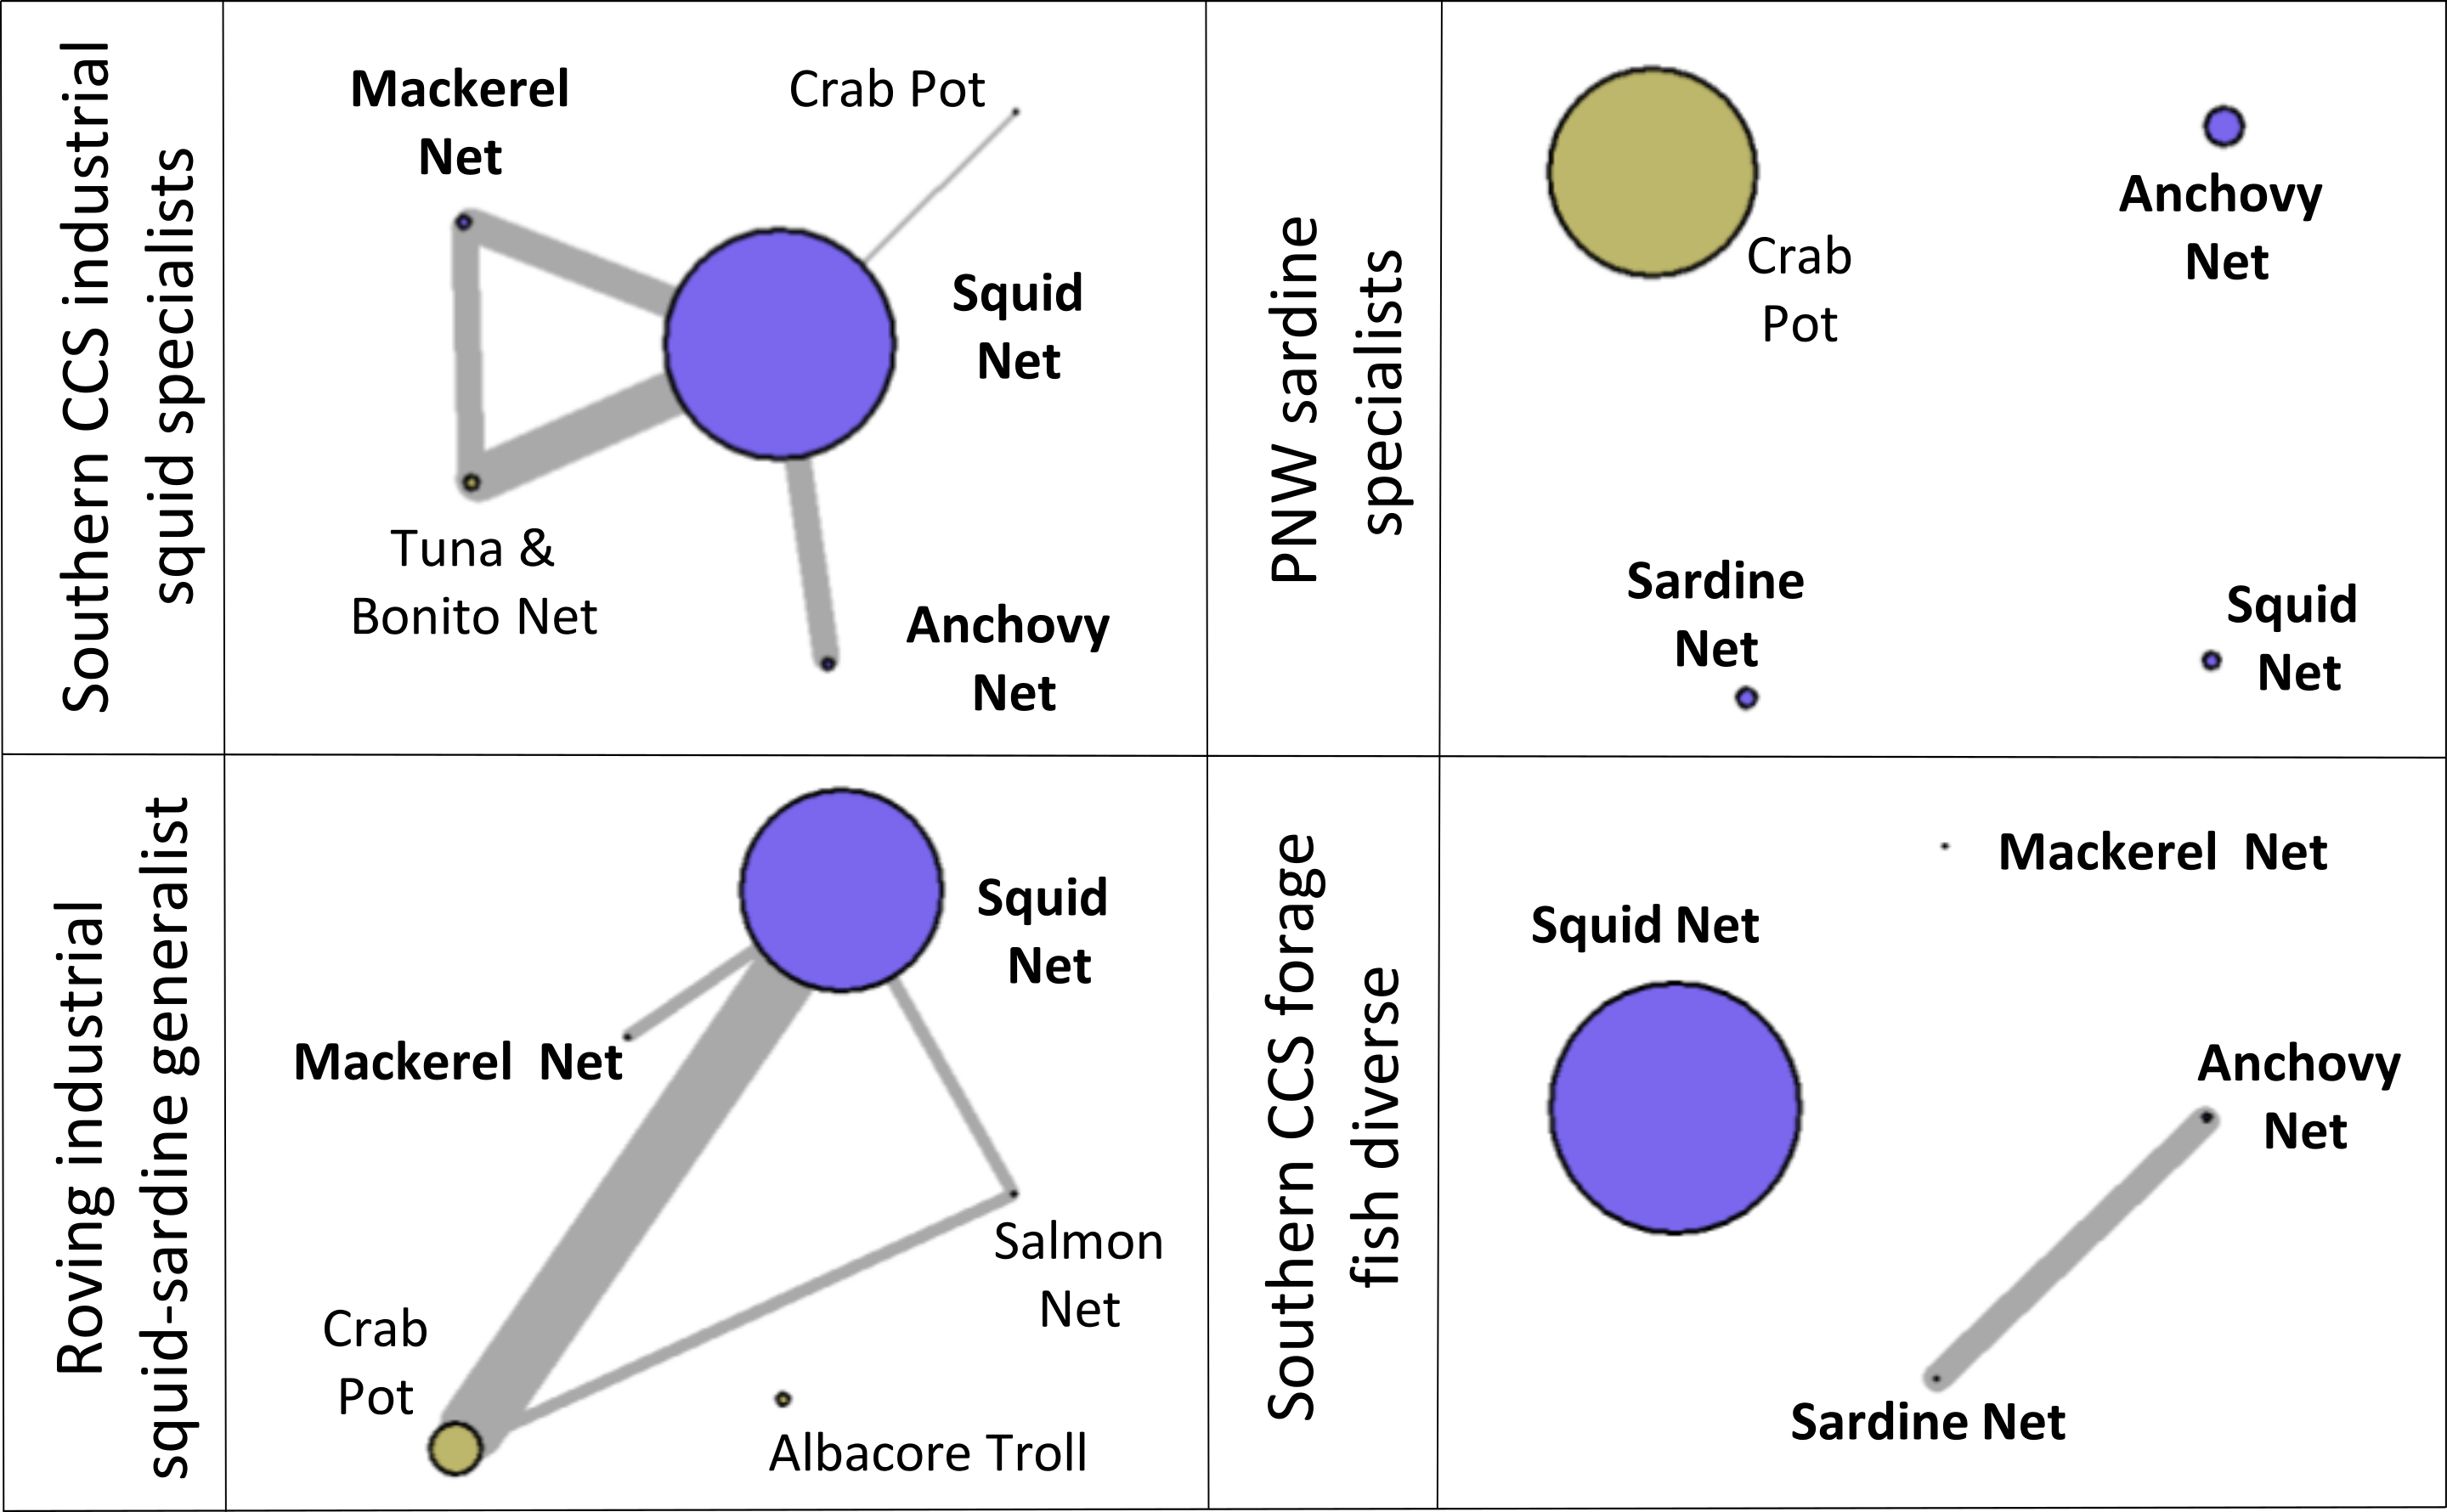 Southern CCS industrial
squid specialists
Mackerel
Net
Crab Pot
Squid
Net
Tuna &
Bonito Net
Anchovy
Net
PNW sardine
specialists
Crab
Pot
Anchovy
Net
Sardine
Net
Squid
Net
Roving industrial
squid-sardine generalist
Squid
Net
Mackerel Net
Salmon
Net
Crab
Pot
Albacore Troll
Southern CCS forage
fish diverse
Mackerel Net
Squid Net
Anchovy
Net
Sardine Net